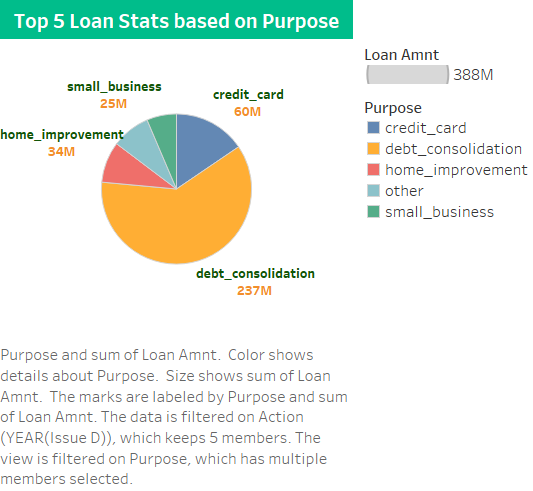 Top 5 Loan Stats based on Purpose
Loan Amnt
388M
Purpose
credit_card
debt_consolidation
home_improvement
other
small_business
small_business
25M
credit_card
60M
home_improvement
34M
debt_consolidation
237M
Purpose and sum of Loan Amnt. Color shows
details about Purpose. Size shows sum of Loan
Amnt. The marks are labeled by Purpose and sum
of Loan Amnt. The data is filtered on Action
(YEAR(Issue D)), which keeps 5 members. The
view is filtered on Purpose, which has multiple
members selected.